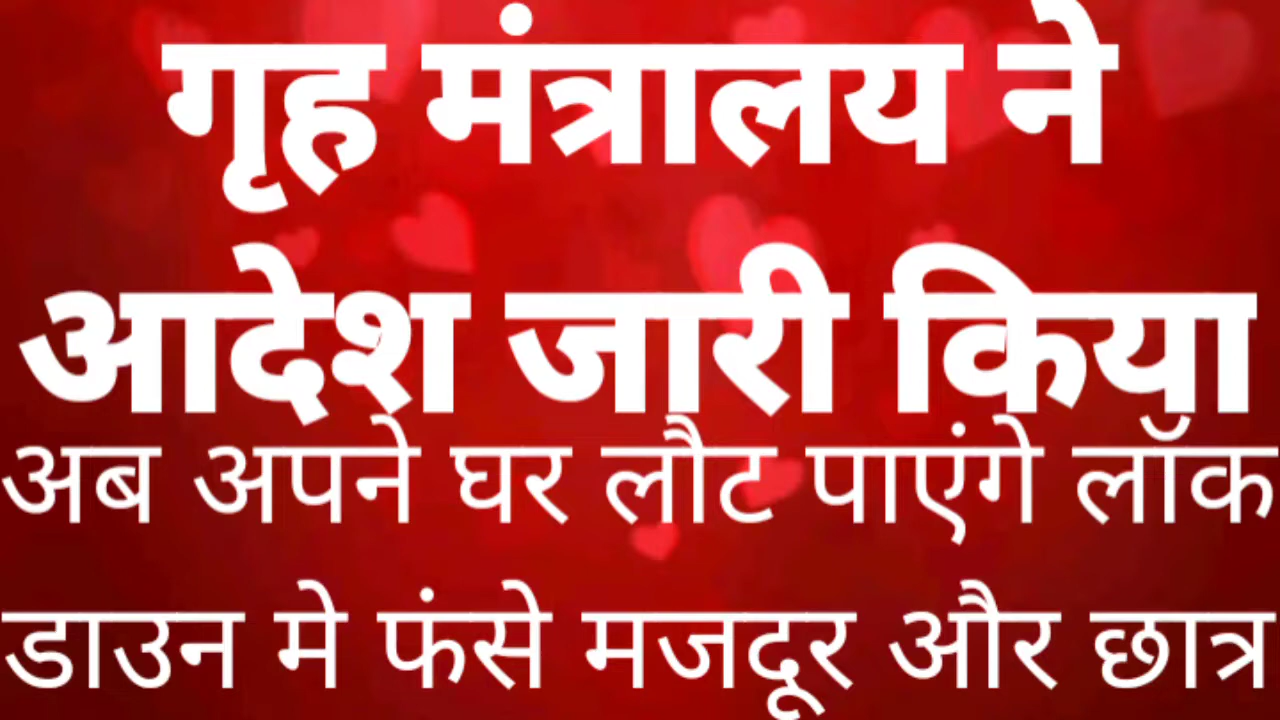 गृह मंत्रालय ने
आदेश जारी किया
अब अपने घर लौट पाएंगे लॉक
डाउन मे फंसे मजदूर और छात्र